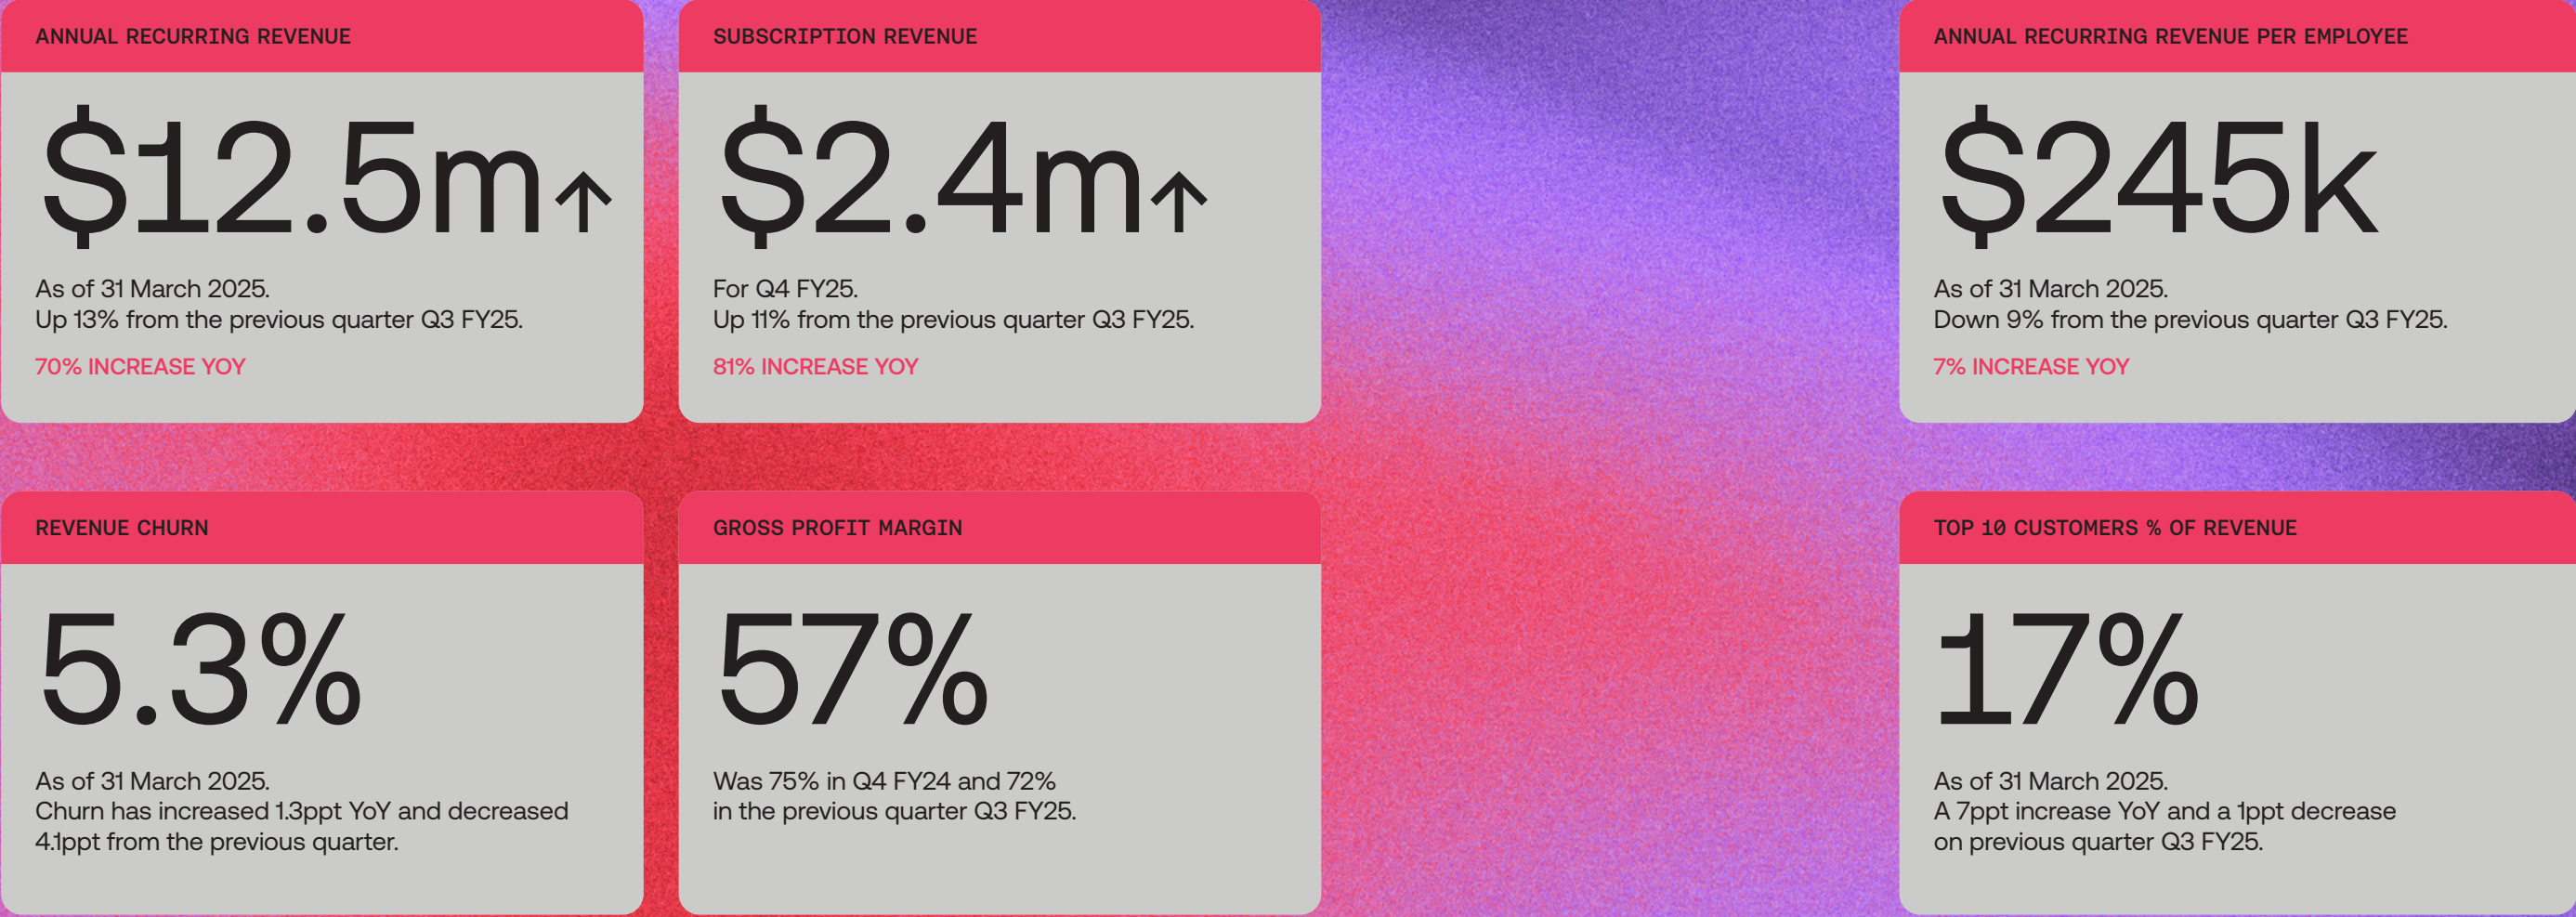 ANNUAL RECURRING REVENUE
$12.5m↑
As of 31 March 2025.
Up 13% from the previous quarter Q3 FY25.
70% INCREASE YOY
SUBSCRIPTION REVENUE
$2.4m↑
For Q4 FY25.
Up 11% from the previous quarter Q3 FY25.
81% INCREASE YOY
ANNUAL RECURRING REVENUE PER EMPLOYEE
$245k
As of 31 March 2025.
Down 9% from the previous quarter Q3 FY25.
7% INCREASE YOY
REVENUE CHURN
5.3%
As of 31 March 2025.
Churn has increased 1.3ppt YoY and decreased
4.1ppt from the previous quarter.
GROSS PROFIT MARGIN
57%
Was 75% in Q4 FY24 and 72%
in the previous quarter Q3 FY25.
TOP 10 CUSTOMERS % OF REVENUE
17%
As of 31 March 2025.
A 7ppt increase YoY and a 1ppt decrease
on previous quarter Q3 FY25.